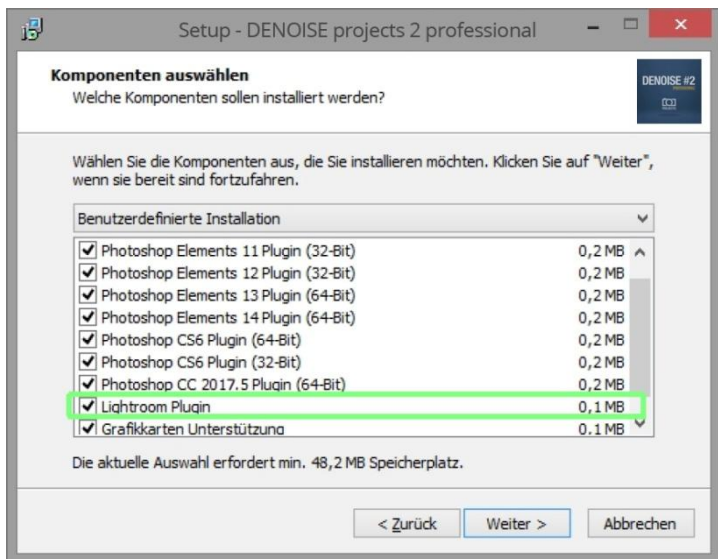 Setup - DENOISE projects 2 professional
Komponenten auswählen
Welche Komponenten sollen installiert werden?
DENOISE #2
Wählen Sie die Komponenten aus, die Sie installieren möchten. Klicken Sie auf "Weiter",
wenn sie bereit sind fortzufahren.
Benutzerdefinierte Installation
Photoshop Elements 11 Plugin (32-Bit) 0,2 MB
Photoshop Elements 12 Plugin (32-Bit) 0,2 MB
Photoshop Elements 13 Plugin (64-Bit) 0,2 MB
Photoshop Elements 14 Plugin (64-Bit) 0,2 MB
Photoshop CS6 Plugin (64-Bit) 0,2 MB
Photoshop CS6 Plugin (32-Bit) 0,2 MB
Photoshop CC 2017.5 Plugin (64-Bit) 0,2 MB
Lightroom Plugin 0,1 MB
Grafikkarten Unterstützung 0,1 MB
Die aktuelle Auswahl erfordert min. 48,2 MB Speicherplatz.
< Zurück Weiter > Abbrechen